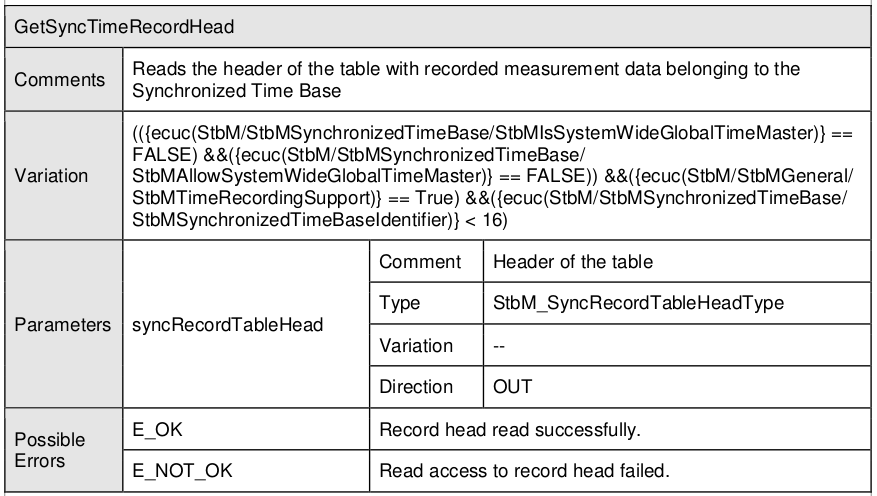 GetSyncTimeRecordHead
Comments
Reads the header of the table with recorded measurement data belonging to the
Synchronized Time Base
Variation
(({ecuc(StbM/StbMSynchronizedTimeBase/StbMIsSystemWideGlobalTimeMaster)} ==
FALSE) &&({ecuc(StbM/StbMSynchronizedTimeBase/
StbMAllowSystemWideGlobalTimeMaster)} == FALSE)) &&({ecuc(StbM/StbMGeneral/
StbMTimeRecordingSupport)} == True) &&({ecuc(StbM/StbMSynchronizedTimeBase/
StbMSynchronizedTimeBaseIdentifier)} < 16)
Parameters
syncRecordTableHead
Comment
Header of the table
Type
StbM_SyncRecordTableHeadType
Variation
--
Direction
OUT
Possible
Errors
E_OK
Record head read successfully.
E_NOT_OK
Read access to record head failed.